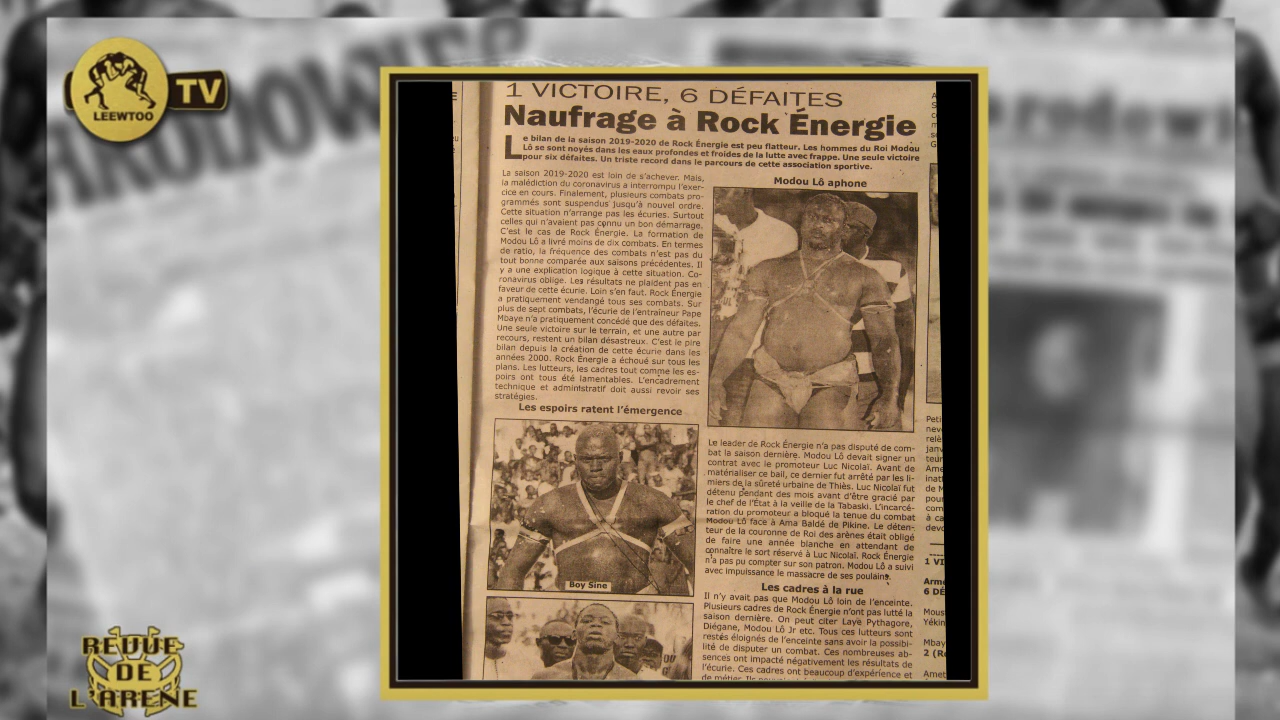 LEEWTOO
TV
1 VICTOIRE, 6 DÉFAITES
Naufrage à Rock Énergie
Le bilan de la saison 2019-2020 de Rock Énergie est peu flatteur. Les hommes du Roi Modou
Lô se sont noyés dans les eaux profondes et froides de la lutte avec frappe. Une seule victoire
pour six défaites. Un triste record dans le parcours de cette association sportive.
La saison 2019-2020 est loin de s'achever. Mais,
la malédiction du coronavirus a interrompu l'exer-
cice en cours. Finalement, plusieurs combats pro-
grammés sont suspendus jusqu'à nouvel ordre.
Cette situation n'arrange pas les écuries. Surtout
celles qui n'avaient pas connu un bon démarrage.
C'est le cas de Rock Énergie. La formation de
Modou Lô a livré moins de dix combats. En termes
de ratio, la fréquence des combats n'est pas du
tout bonne comparée aux saisons précédentes. Il
y a une explication logique à cette situation. Co-
ronavirus oblige. Les résultats ne plaident pas en
faveur de cette écurie. Loin s'en faut. Rock Énergie
a pratiquement vendangé tous ses combats. Sur
plus de sept combats, l'écurie de l'entraîneur Pape
Mbaye n'a pratiquement concédé que des défaites.
Une seule victoire sur le terrain, et une autre par
recours, restent un bilan désastreux. C'est le pire
bilan depuis la création de cette écurie dans les
années 2000. Rock Énergie a échoué sur tous les
plans. Les lutteurs, les cadres tout comme les es-
poirs ont tous été lamentables. L'encadrement
technique et administratif doit aussi revoir ses
stratégies.
Les espoirs ratent l'émergence
Boy Sine
Modou Lô aphone
Le leader de Rock Énergie n'a pas disputé de com-
bat la saison dernière. Modou Lô devait signer un
contrat avec le promoteur Luc Nicolaï. Avant de
matérialiser ce bail, ce dernier fut arrêté par les li-
miers de la sûreté urbaine de Thiès. Luc Nicolaï fut
détenu pendant des mois avant d'être gracié par
le chef de l'État à la veille de la Tabaski. L'incarcé-
ration du promoteur a bloqué la tenue du combat
Modou Lô face à Ama Baldé de Pikine. Le déten-
teur de la couronne de Roi des arènes était obligé
de faire une année blanche en attendant de
connaître le sort réservé à Luc Nicolaï. Rock Énergie
n'a pas pu compter sur son patron. Modou Lô a suivi
avec impuissance le massacre de ses poulains.
Les cadres à la rue
Il n'y avait pas que Modou Lô loin de l'enceinte.
Plusieurs cadres de Rock Énergie n'ont pas lutté la
saison dernière. On peut citer Laye Pythagore,
Diégane, Modou Lô Jr etc. Tous ces lutteurs sont
restés éloignés de l'enceinte sans avoir la possibi-
lité de disputer un combat. Ces nombreuses ab-
sences ont impacté négativement les résultats de
l'écurie. Ces cadres ont beaucoup d'expérience et
1 VI
6 DÉ
REVUE
DE
L'ARENE